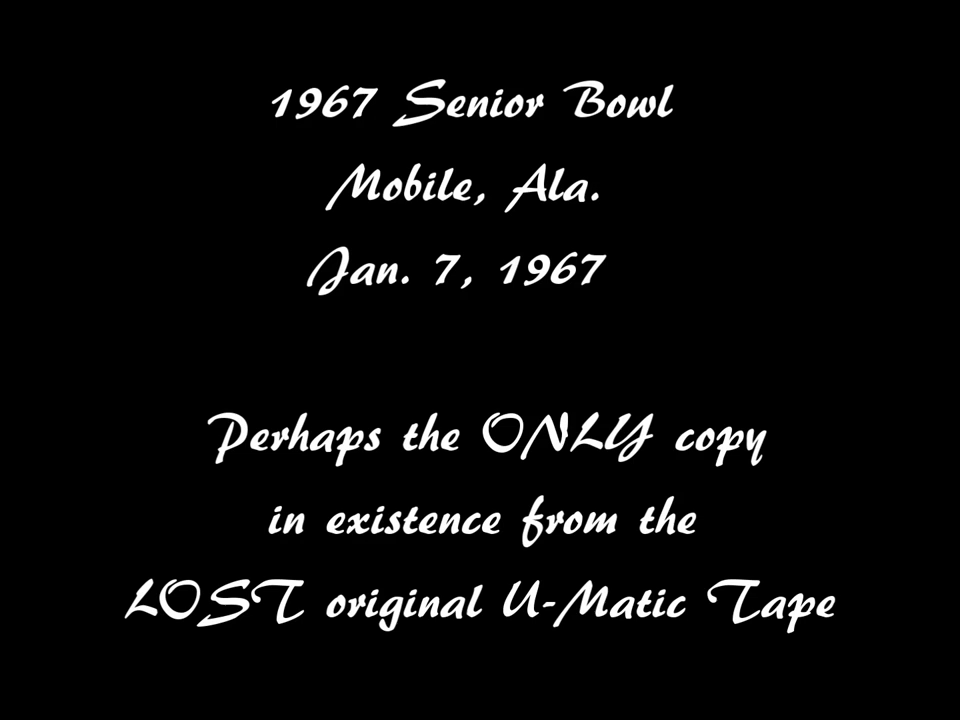 1967 Senior Bowl
Mobile, Ala.
Jan. 7, 1967
Perhaps the ONLY copy
in existence from the
LOST original U-Matic Tape